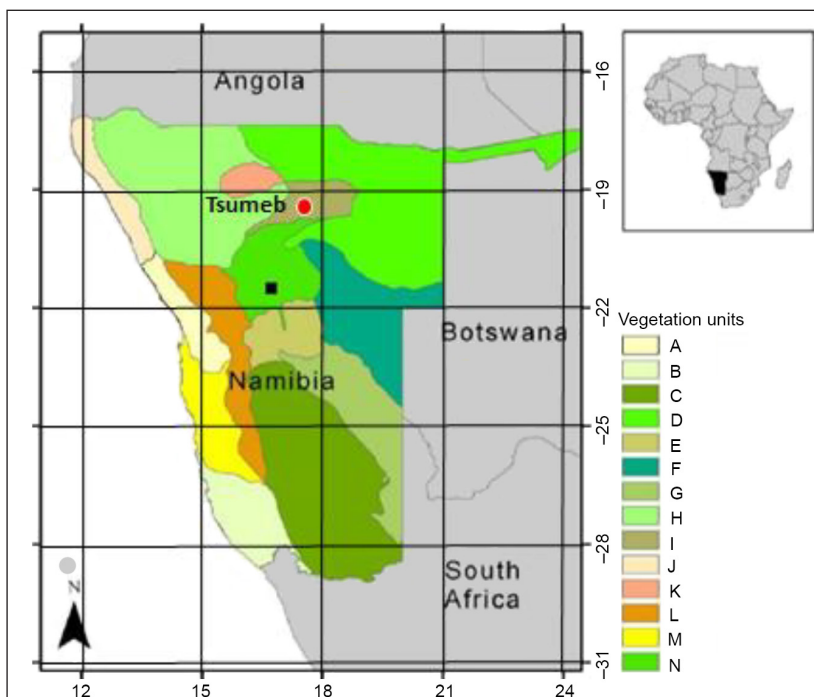 Angola
Tsumeb
Botswana
Namibia
South
Africa
−16
−19
−22
−25
−28
−31
12
15
18
21
24
N
Vegetation units
A
B
C
D
E
F
G
H
I
J
K
L
M
N